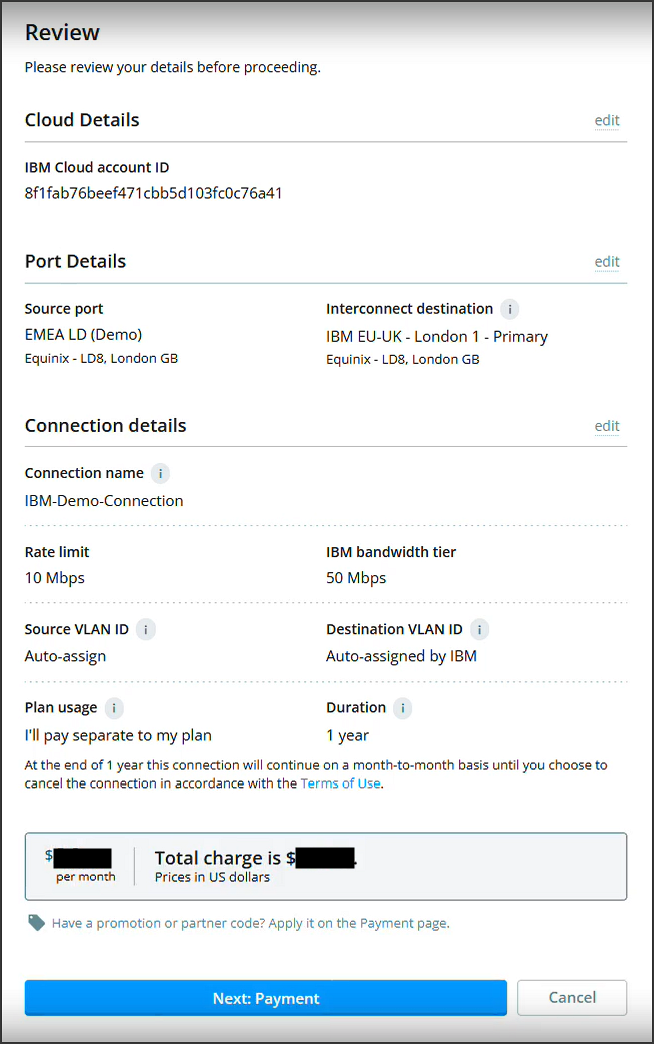 Review
Please review your details before proceeding.
Cloud Details
edit
IBM Cloud account ID
8f1fab76beef471cbb5d103fc0c76a41
Port Details
edit
Source port
Interconnect destination i
EMEA LD (Demo)
IBM EU-UK - London 1 - Primary
Equinix - LD8, London GB
Equinix - LD8, London GB
Connection details
edit
Connection name i
IBM-Demo-Connection
Rate limit
IBM bandwidth tier
10 Mbps
50 Mbps
Source VLAN ID i
Destination VLAN ID i
Auto-assign
Auto-assigned by IBM
Plan usage i
Duration i
I'll pay separate to my plan
1 year
At the end of 1 year this connection will continue on a month-to-month basis until you choose to
cancel the connection in accordance with the Terms of Use.
$
per month
Total charge is $ .
Prices in US dollars
Have a promotion or partner code? Apply it on the Payment page.
Next: Payment
Cancel